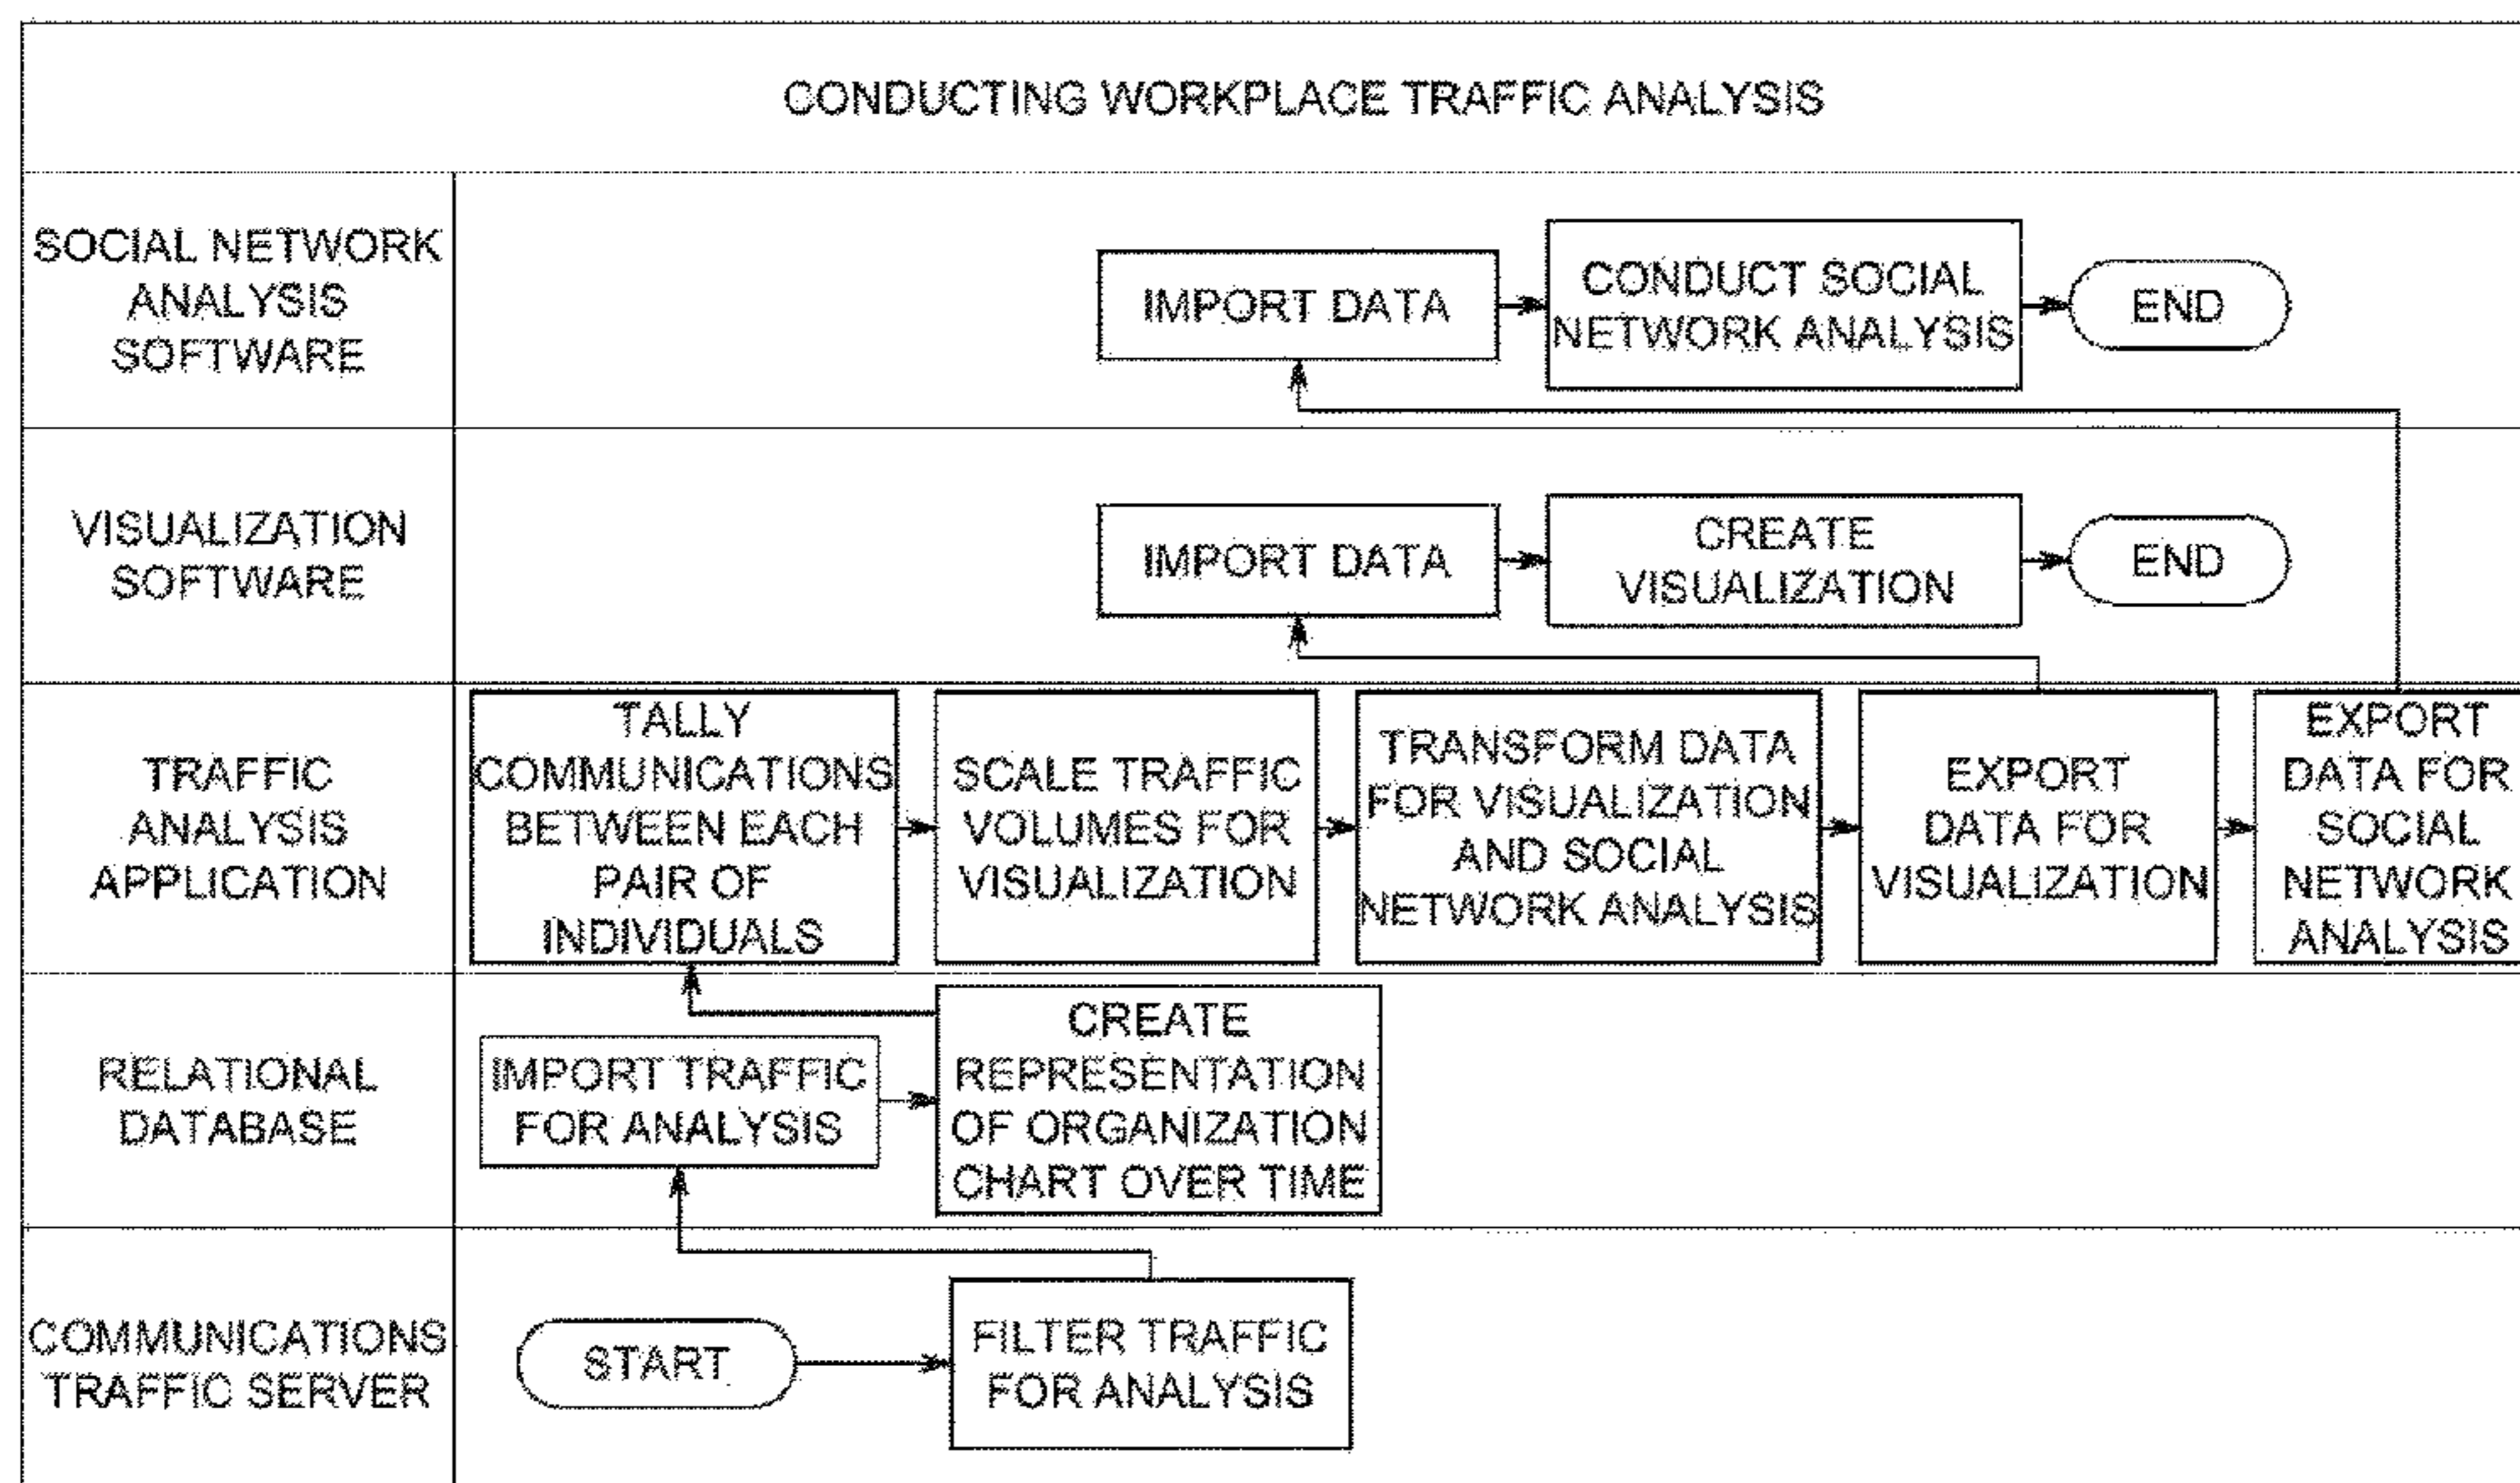 CONDUCTING WORKPLACE TRAFFIC ANALYSIS
SOCIAL NETWORK
ANALYSIS
SOFTWARE
IMPORT DATA
CONDUCT SOCIAL
NETWORK ANALYSIS
END
VISUALIZATION
SOFTWARE
IMPORT DATA
CREATE
VISUALIZATION
END
TRAFFIC
ANALYSIS
APPLICATION
TALLY
COMMUNICATIONS
BETWEEN EACH
PAIR OF
INDIVIDUALS
SCALE TRAFFIC
VOLUMES FOR
VISUALIZATION
TRANSFORM DATA
FOR VISUALIZATION
AND SOCIAL
NETWORK ANALYSIS
EXPORT
DATA FOR
VISUALIZATION
EXPORT
DATA FOR
SOCIAL
NETWORK
ANALYSIS
RELATIONAL
DATABASE
IMPORT TRAFFIC
FOR ANALYSIS
CREATE
REPRESENTATION
OF ORGANIZATION
CHART OVER TIME
COMMUNICATIONS
TRAFFIC SERVER
START
FILTER TRAFFIC
FOR ANALYSIS